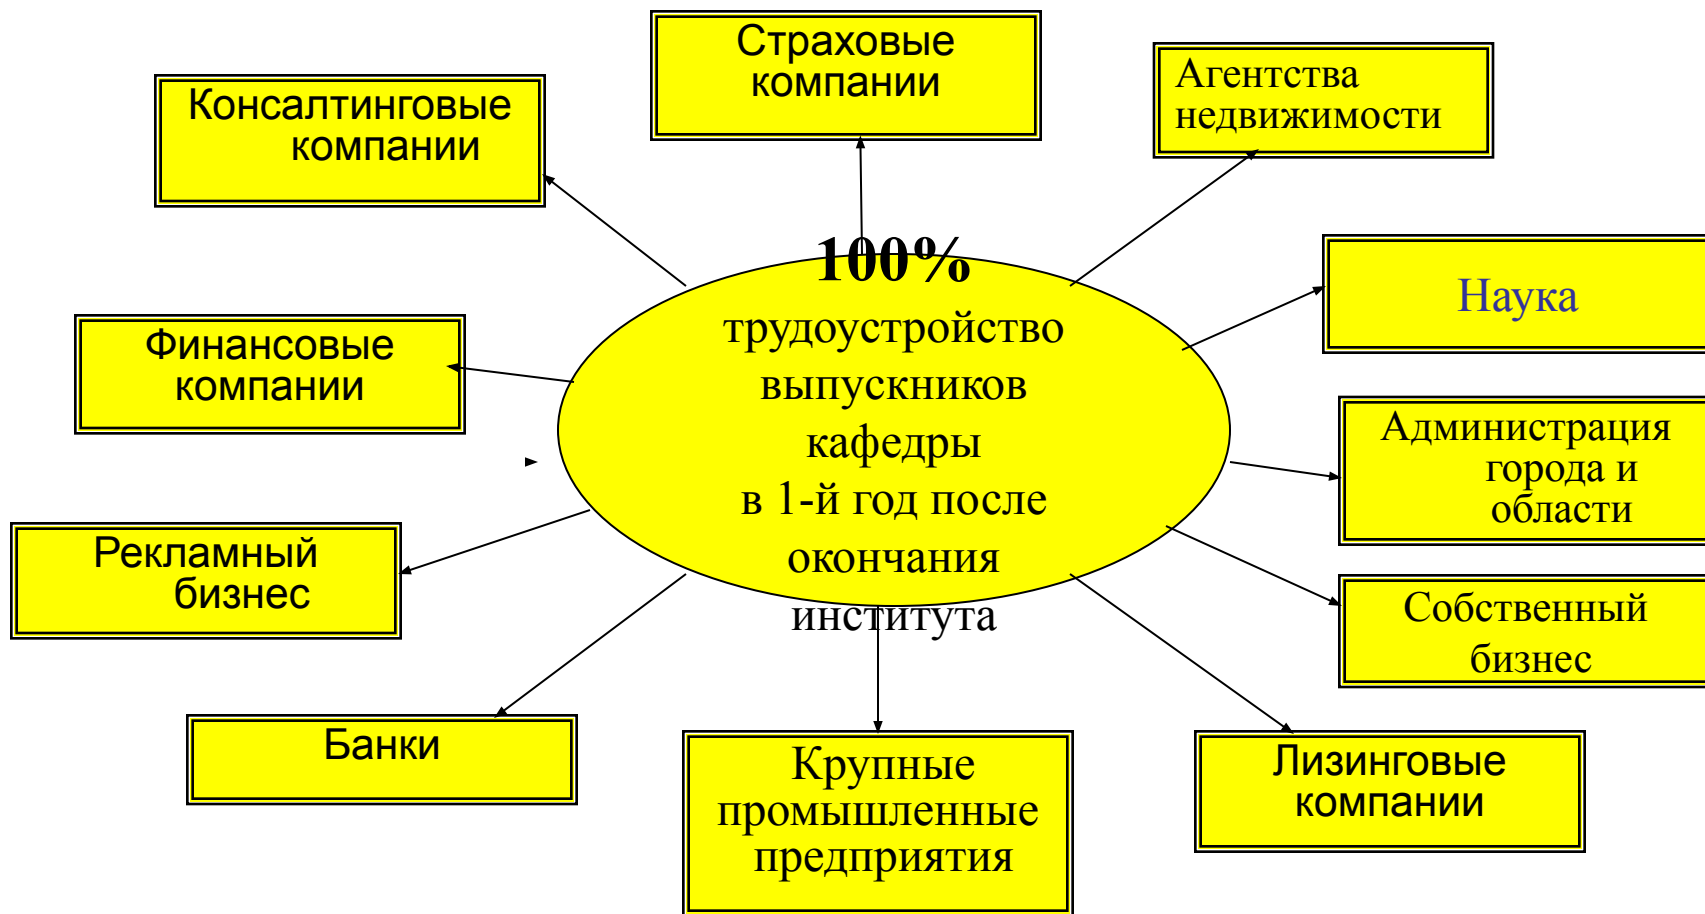 Страховые
компании
Агентства
недвижимости
Консалтинговые
компании
100%
трудоустройство
выпускников
кафедры
в 1-й год после
окончания
института
Наука
Финансовые
компании
Администрация
города и
области
Рекламный
бизнес
Собственный
бизнес
Банки
Крупные
промышленные
предприятия
Лизинговые
компании